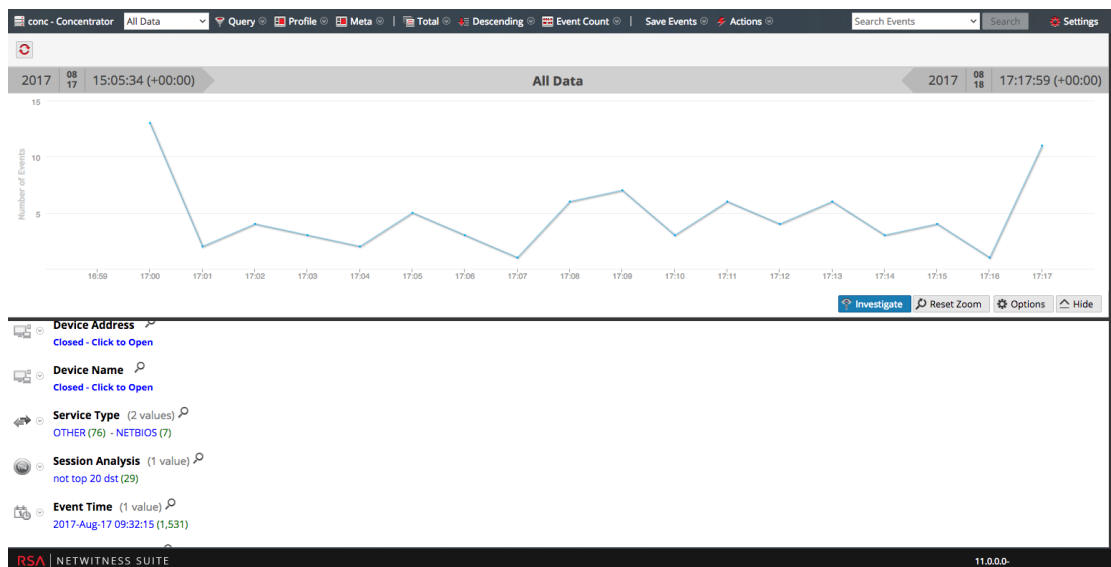 conc - Concentrator All Data Query Profile Meta | Total Descending Event Count | Save Events Actions Search Events Search Settings
2017 08 17 15:05:34 (+00:00) All Data 2017 08 18 17:17:59 (+00:00)
15
10
5
Number of Events
16:59 17:00 17:01 17:02 17:03 17:04 17:05 17:06 17:07 17:08 17:09 17:10 17:11 17:12 17:13 17:14 17:15 17:16 17:17
Investigate Reset Zoom Options Hide
Device Address
Closed - Click to Open
Device Name
Closed - Click to Open
Service Type (2 values)
OTHER (76) - NETBIOS (7)
Session Analysis (1 value)
not top 20 dst (29)
Event Time (1 value)
2017-Aug-17 09:32:15 (1,531)
RSA | NETWITNESS SUITE 11.0.0.0-